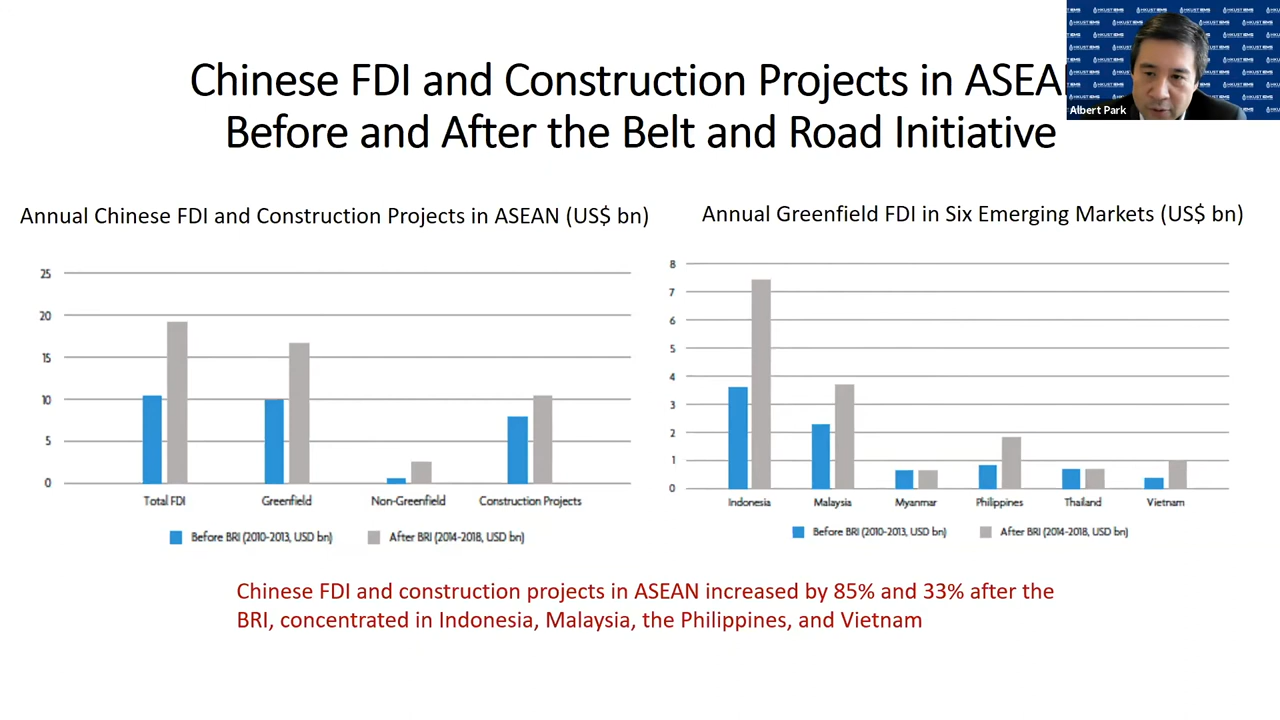 Chinese FDI and Construction Projects in ASEA
Before and After the Belt and Road Initiative
HKUST IEMS
Albert Park
Annual Chinese FDI and Construction Projects in ASEAN (US$ bn)
25
20
15
10
5
0
Total FDI
Greenfield
Non-Greenfield
Construction Projects
Before BRI (2010-2013, USD bn)
After BRI (2014-2018, USD bn)
Annual Greenfield FDI in Six Emerging Markets (US$ bn)
8
7
6
5
4
3
2
1
0
Indonesia
Malaysia
Myanmar
Philippines
Thailand
Vietnam
Before BRI (2010-2013, USD bn)
After BRI (2014-2018, USD bn)
Chinese FDI and construction projects in ASEAN increased by 85% and 33% after the
BRI, concentrated in Indonesia, Malaysia, the Philippines, and Vietnam